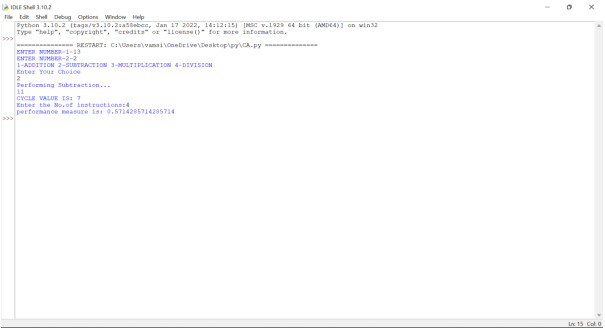 IDLE Shell 3.10.2
File Edit Shell Debug Options Window Help
Python 3.10.2 (tags/v3.10.2:a58ebcc, Jan 17 2022, 14:12:15) [MSC v.1929 64 bit (AMD64)] on win32
Type "help", "copyright", "credits" or "license()" for more information.
>>>
=============== RESTART: C:\Users\vamsi\OneDrive\Desktop\py\CA.py ==============
ENTER NUMBER-1-13
ENTER NUMBER-2-2
1-ADDITION 2-SUBTRACTION 3-MULTIPLICATION 4-DIVISION
Enter Your Choice
2
Performing Subtraction...
11
CYCLE VALUE IS: 7
Enter the No.of instructions:4
performance measure is: 0.5714285714285714
>>>
Ln: 15 Col: 0